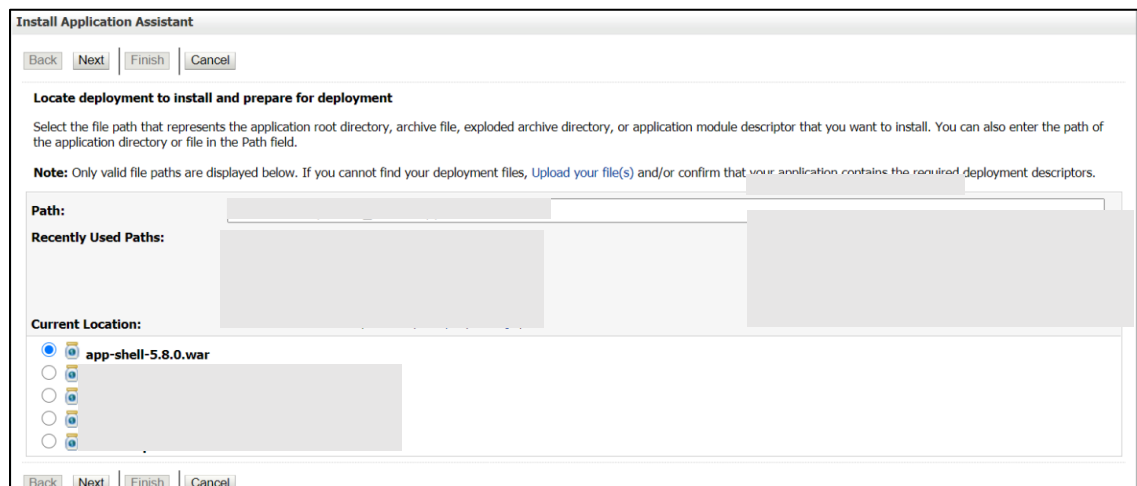 Install Application Assistant
Back Next Finish Cancel
Locate deployment to install and prepare for deployment
Select the file path that represents the application root directory, archive file, exploded archive directory, or application module descriptor that you want to install. You can also enter the path of
the application directory or file in the Path field.
Note: Only valid file paths are displayed below. If you cannot find your deployment files, Upload your file(s) and/or confirm that your application contains the required deployment descriptors.
Path:
Recently Used Paths:
Current Location:
app-shell-5.8.0.war
Back Next Finish Cancel